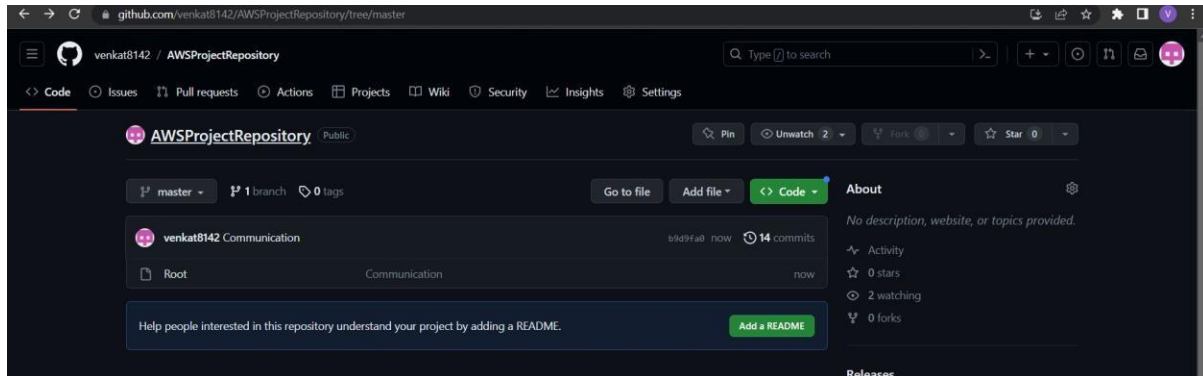 github.com/venkat8142/AWSProjectRepository/tree/master
V
venkat8142 / AWSProjectRepository
Type / to search
Code Issues Pull requests Actions Projects Wiki Security Insights Settings
AWSProjectRepository Public
Pin Unwatch 2 Fork 0 Star 0
master 1 branch 0 tags
Go to file Add file Code
About
No description, website, or topics provided.
venkat8142 Communication b9d9fa0 now 14 commits
Root Communication now
Activity
0 stars
2 watching
0 forks
Help people interested in this repository understand your project by adding a README. Add a README
Releases